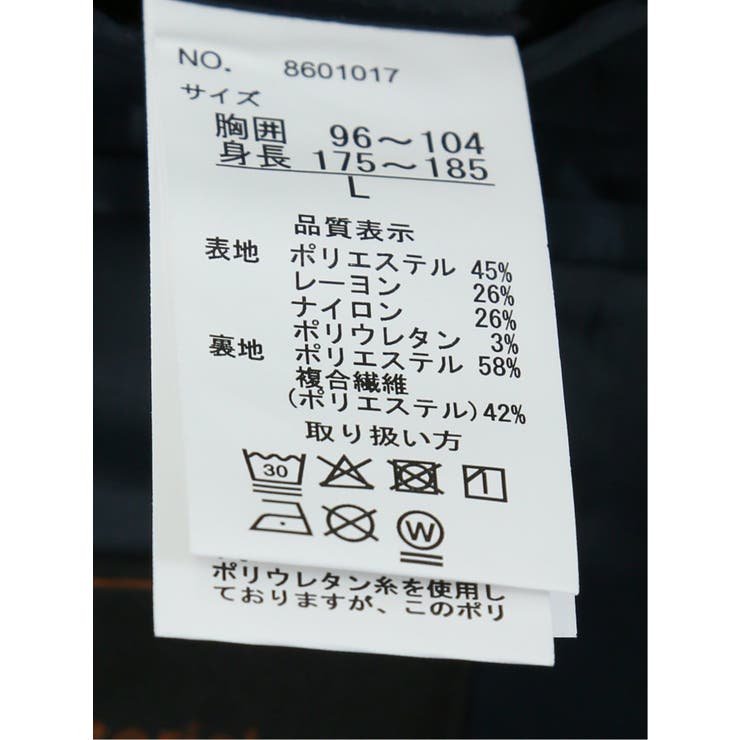 NO. 8601017
サイズ
胸囲 96～104
身長 175～185
L
品質表示
表地 ポリエステル 45%
レーヨン 26%
ナイロン 26%
ポリウレタン 3%
裏地 ポリエステル 58%
複合繊維
(ポリエステル) 42%
取り扱い方
30
W
ポリウレタン糸を使用し
ておりますが、このポリ